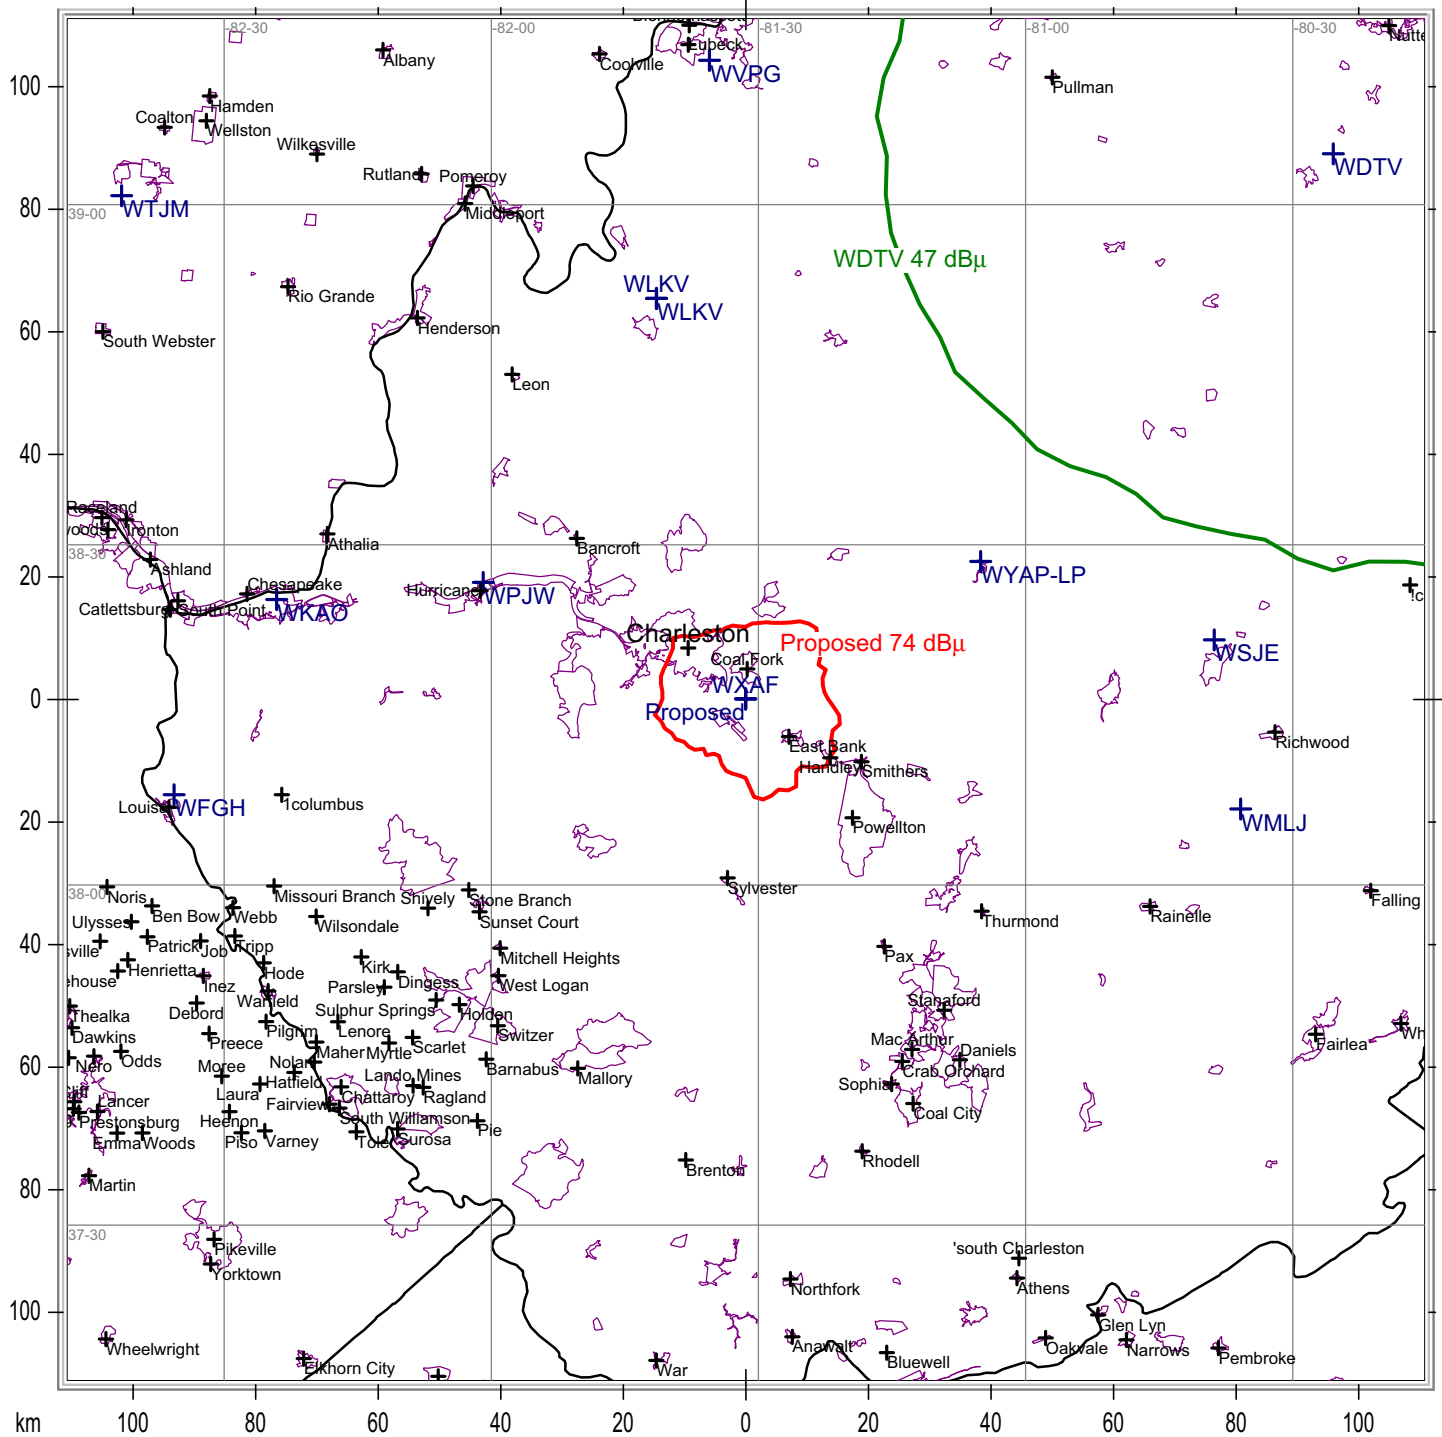 -82-30
-82-00
-81-30
-81-00
-80-30
Albany
Coolville
Lubeck
WVPG
Pullman
100
Hamden
Coalton
Wellston
Wilkesville
Rutland
Pomeroy
WDTV
WTJM
Middleport
80
39-00
WDTV 47 dBµ
WLKV
WLKV
Rio Grande
Henderson
60
South Webster
Leon
40
Ironton
Athalia
Bancroft
38-30
Ashland
20
Chesapeake
Hurricane
WPJW
WYAP-LP
Catlettsburg
South Point
WKAO
Charleston
Proposed 74 dBµ
Coal Fork
WSJE
WXAF
0
Proposed
East Bank
Richwood
Handley
Smithers
Louisa
WFGH
!columbus
20
Powellton
WMLJ
Sylvester
38-00
Noris
Missouri Branch
Shively
Stone Branch
Falling
Ulysses
Ben Bow
Webb
Wilsondale
Sunset Court
Thurmond
Rainelle
40
Patrick
Job
Tripp
Mitchell Heights
Pax
Henrietta
Inez
Hode
Kirk
Dingess
West Logan
Parsley
Warfield
Thealka
Debord
Sulphur Springs
Holdon
Stanaford
Dawkins
Pilgrim
Lenore
Switzer
Preece
Maher
Myrtle
Scarlet
Mac Arthur
Daniels
Fairlea
60
Nero
Odds
Moree
Nolan
Barnabus
Mallory
Crab Orchard
Lando Mines
Hatfield
Chattaroy
Ragland
Sophia
Laura
Lancer
Fairview
Coal City
Prestonsburg
Heenon
South Williamson
Pie
Emma
Woods
Piso
Varney
Toler
Surosa
Brenton
Rhodell
80
Martin
37-30
Pikeville
'south Charleston
Yorktown
Northfork
Athens
100
Glen Lyn
Wheelwright
Anawalt
Oakvale
Narrows
Pembroke
Elkhorn City
War
Bluewell
km
100
80
60
40
20
0
20
40
60
80
100